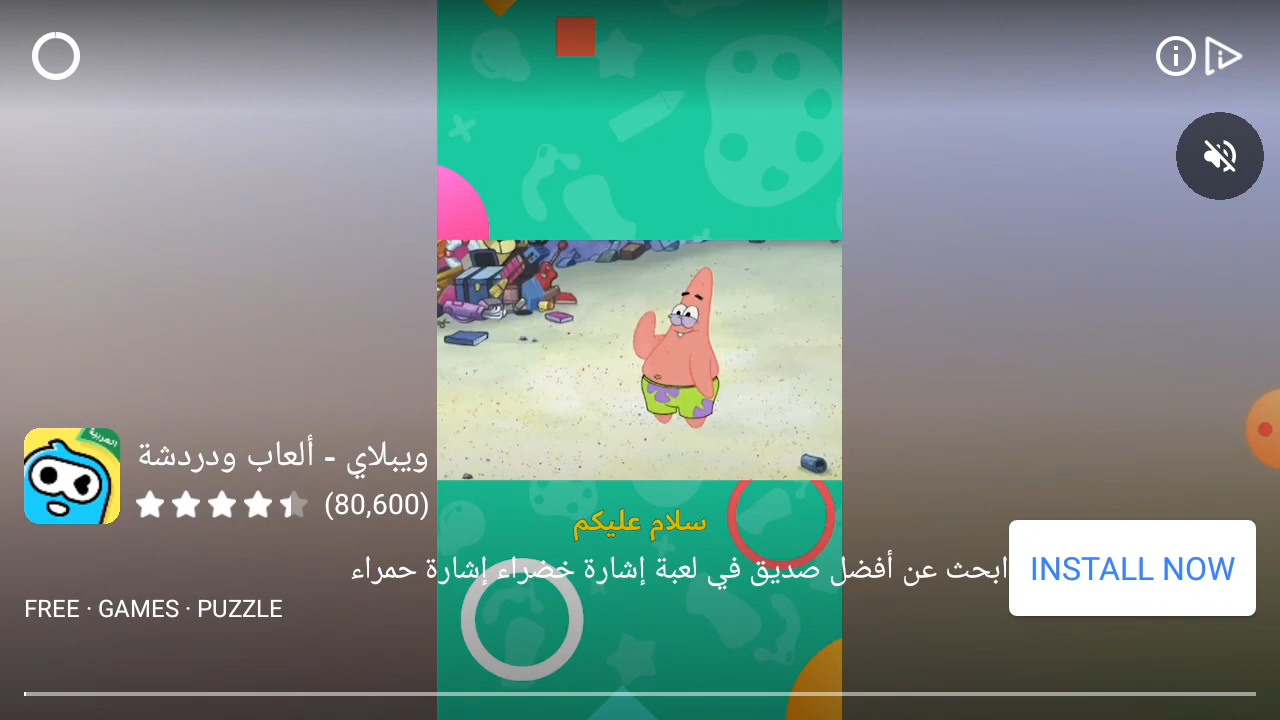 العربية
ويبلاي - ألعاب ودردشة
(80,600)
سلام عليكم
ابحث عن أفضل صديق في لعبة إشارة خضراء إشارة حمراء
INSTALL NOW
FREE · GAMES · PUZZLE